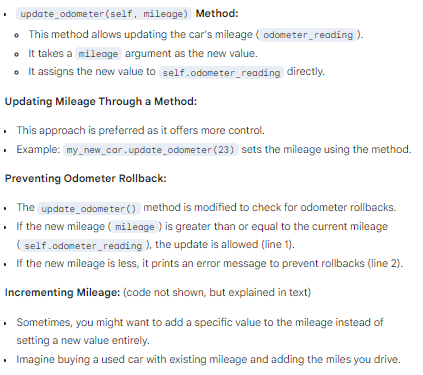 • update_odometer(self, mileage) Method:
○ This method allows updating the car's mileage ( odometer_reading ).
○ It takes a mileage argument as the new value.
○ It assigns the new value to self.odometer_reading directly.
Updating Mileage Through a Method:
• This approach is preferred as it offers more control.
• Example: my_new_car.update_odometer(23) sets the mileage using the method.
Preventing Odometer Rollback:
• The update_odometer() method is modified to check for odometer rollbacks.
• If the new mileage ( mileage ) is greater than or equal to the current mileage
( self.odometer_reading ), the update is allowed (line 1).
• If the new mileage is less, it prints an error message to prevent rollbacks (line 2).
Incrementing Mileage: (code not shown, but explained in text)
• Sometimes, you might want to add a specific value to the mileage instead of
setting a new value entirely.
• Imagine buying a used car with existing mileage and adding the miles you drive.